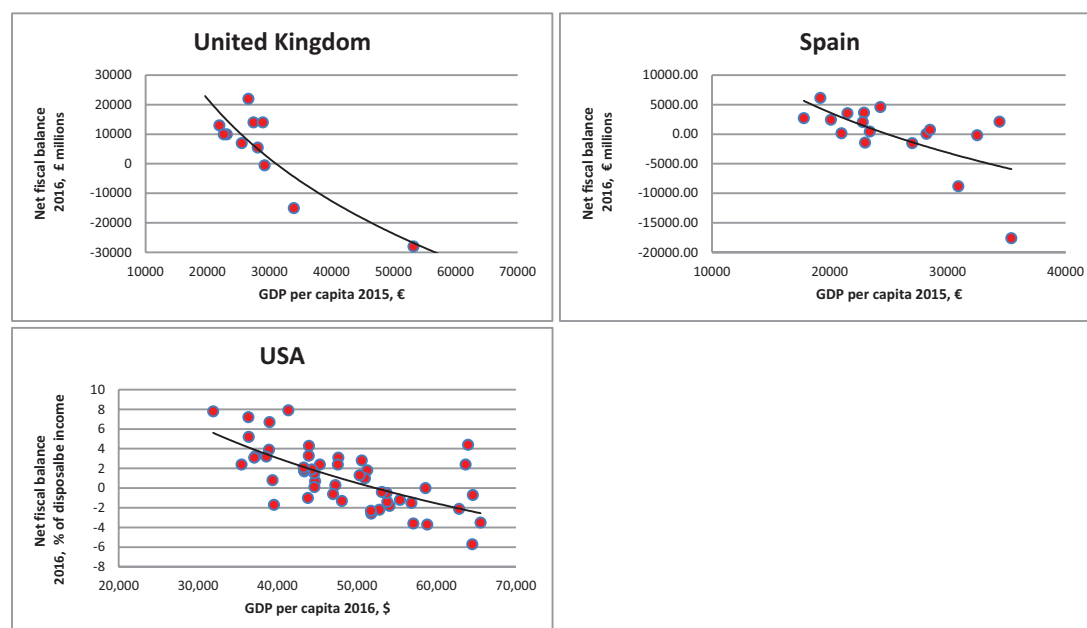 United Kingdom
Net fiscal balance
2016, £ millions
30000
20000
10000
0
-10000
-20000
-30000
10000 20000 30000 40000 50000 60000 70000
GDP per capita 2015, €
Spain
Net fiscal balance
2016, € millions
10000.00
5000.00
0.00
-5000.00
-10000.00
-15000.00
-20000.00
10000 20000 30000 40000
GDP per capita 2015, €
USA
Net fiscal balance
2016, % of disposalbe income
10
8
6
4
2
0
-2
-4
-6
-8
20,000 30,000 40,000 50,000 60,000 70,000
GDP per capita 2016, $